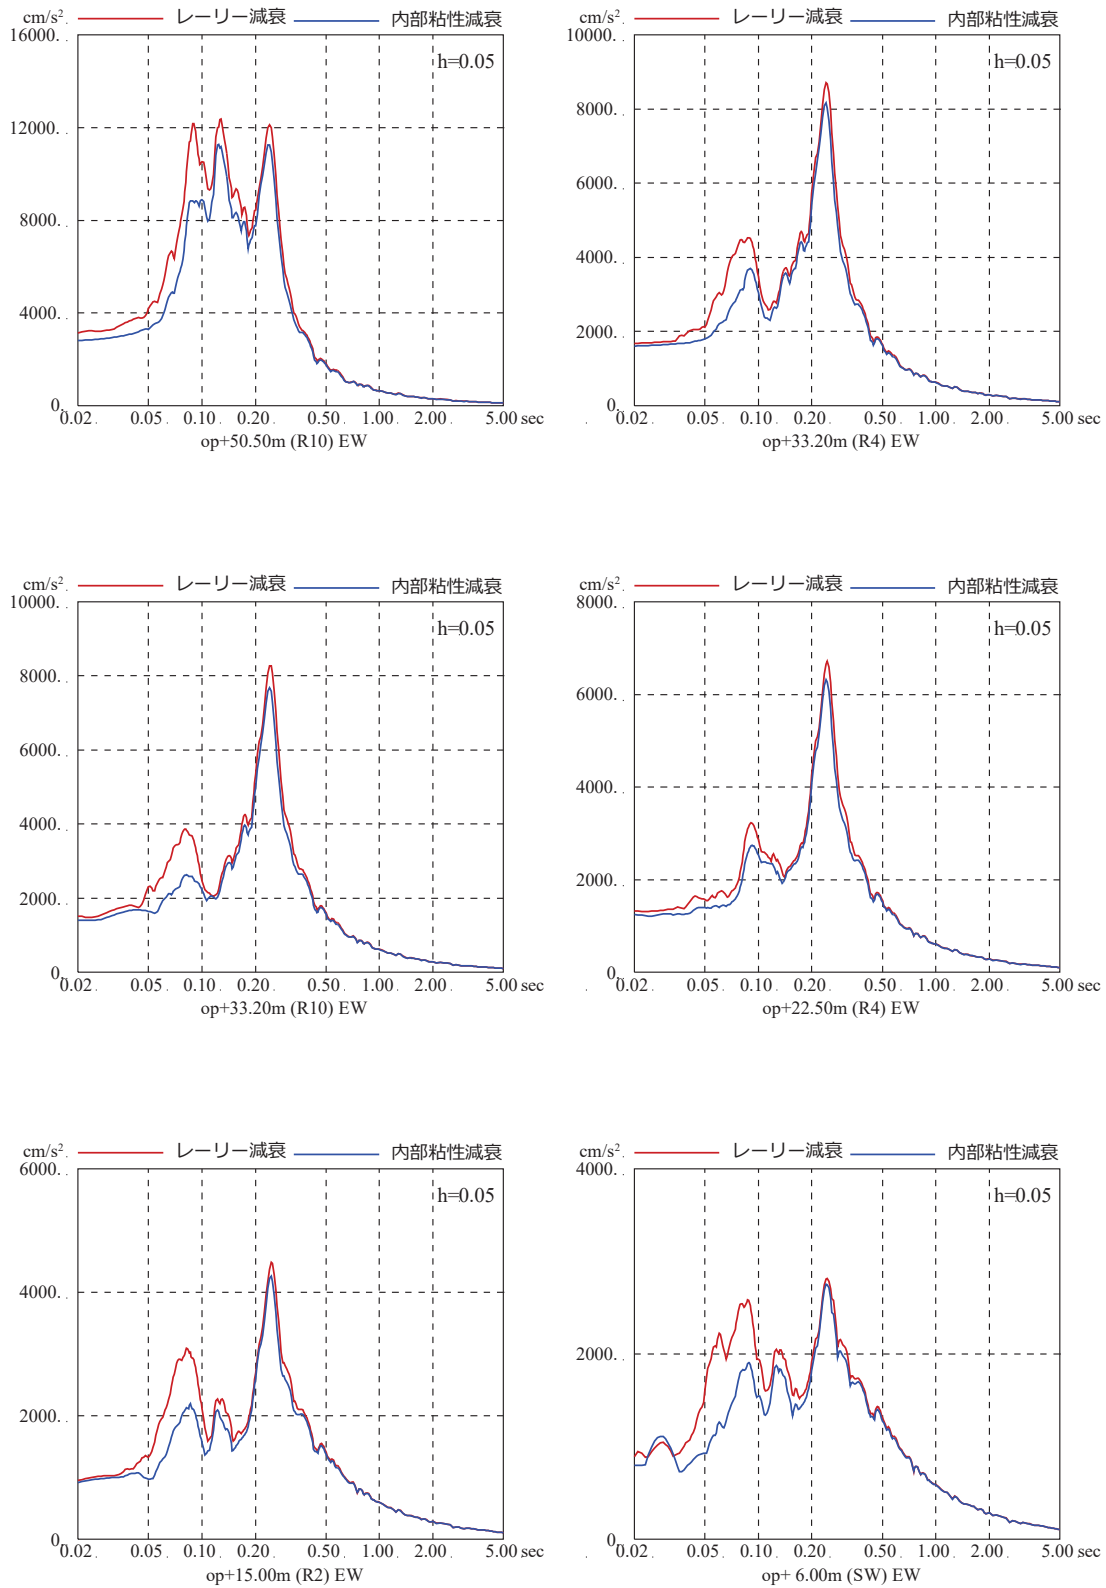 cm/s². レーリー減衰 内部粘性減衰
16000.
h=0.05
12000.
8000.
4000.
0.
0.02 0.05 0.10 0.20 0.50 1.00 2.00 5.00 sec
op+50.50m (R10) EW
cm/s². レーリー減衰 内部粘性減衰
10000.
h=0.05
8000.
6000.
4000.
2000.
0.
0.02 0.05 0.10 0.20 0.50 1.00 2.00 5.00 sec
op+33.20m (R4) EW
cm/s². レーリー減衰 内部粘性減衰
10000.
h=0.05
8000.
6000.
4000.
2000.
0.
0.02 0.05 0.10 0.20 0.50 1.00 2.00 5.00 sec
op+33.20m (R10) EW
cm/s². レーリー減衰 内部粘性減衰
8000.
h=0.05
6000.
4000.
2000.
0.
0.02 0.05 0.10 0.20 0.50 1.00 2.00 5.00 sec
op+22.50m (R4) EW
cm/s². レーリー減衰 内部粘性減衰
6000.
h=0.05
4000.
2000.
0.
0.02 0.05 0.10 0.20 0.50 1.00 2.00 5.00 sec
op+15.00m (R2) EW
cm/s². レーリー減衰 内部粘性減衰
4000.
h=0.05
2000.
0.
0.02 0.05 0.10 0.20 0.50 1.00 2.00 5.00 sec
op+ 6.00m (SW) EW